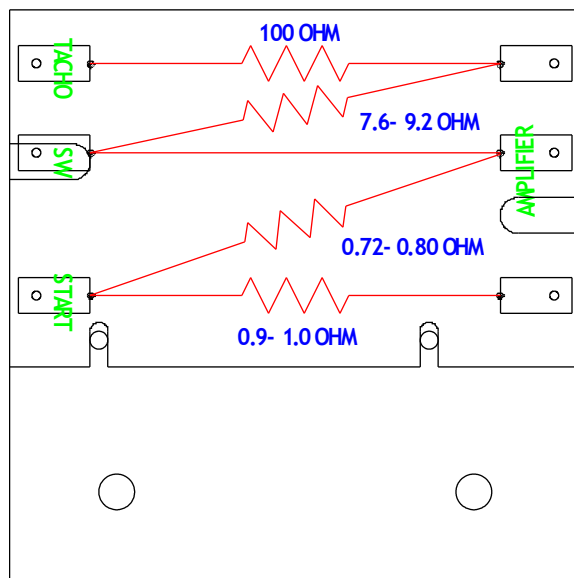 100 OHM
TACHO
7.6- 9.2 OHM
SW
AMPLIFIER
0.72- 0.80 OHM
START
0.9- 1.0 OHM